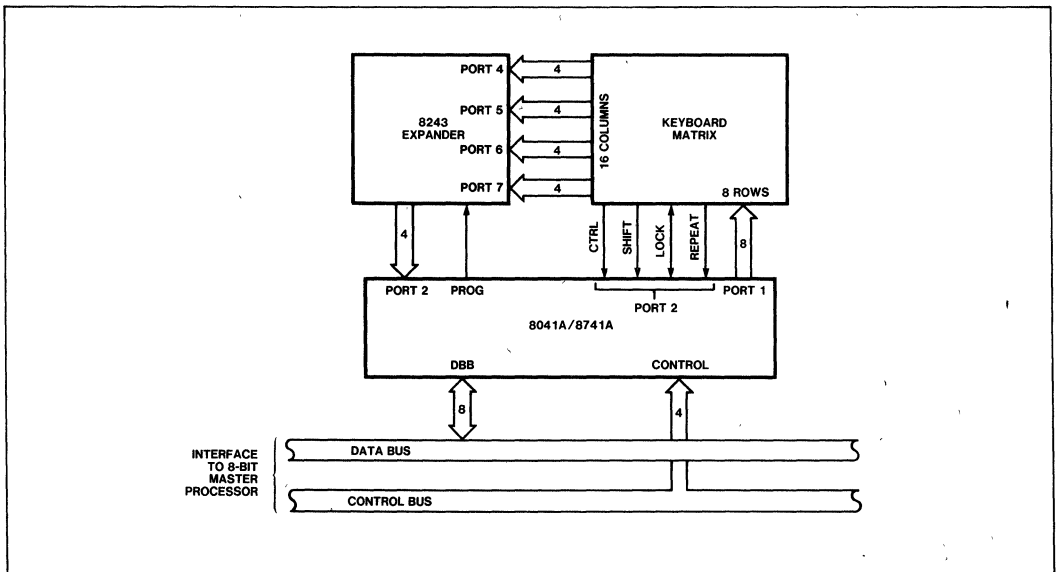 PORT 4
4
PORT 5
4
8243
EXPANDER
PORT 6
4
PORT 7
4
16 COLUMNS
KEYBOARD
MATRIX
8 ROWS
4
CTRL
SHIFT
LOCK
REPEAT
8
PORT 2
PROG
PORT 2
PORT 1
8041A/8741A
DBB
CONTROL
8
4
INTERFACE
TO 8-BIT
MASTER
PROCESSOR
DATA BUS
CONTROL BUS